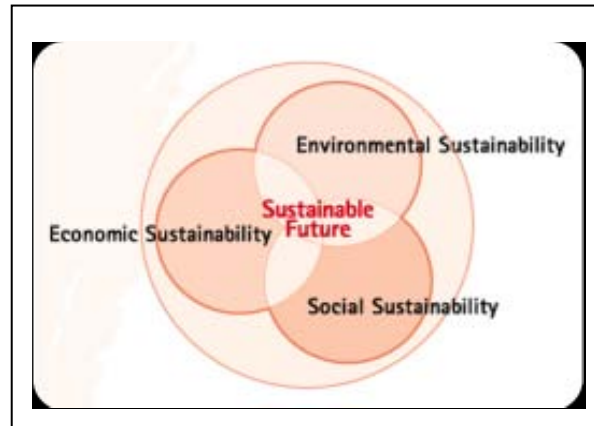 Environmental Sustainability
Sustainable
Future
Economic Sustainability
Social Sustainability